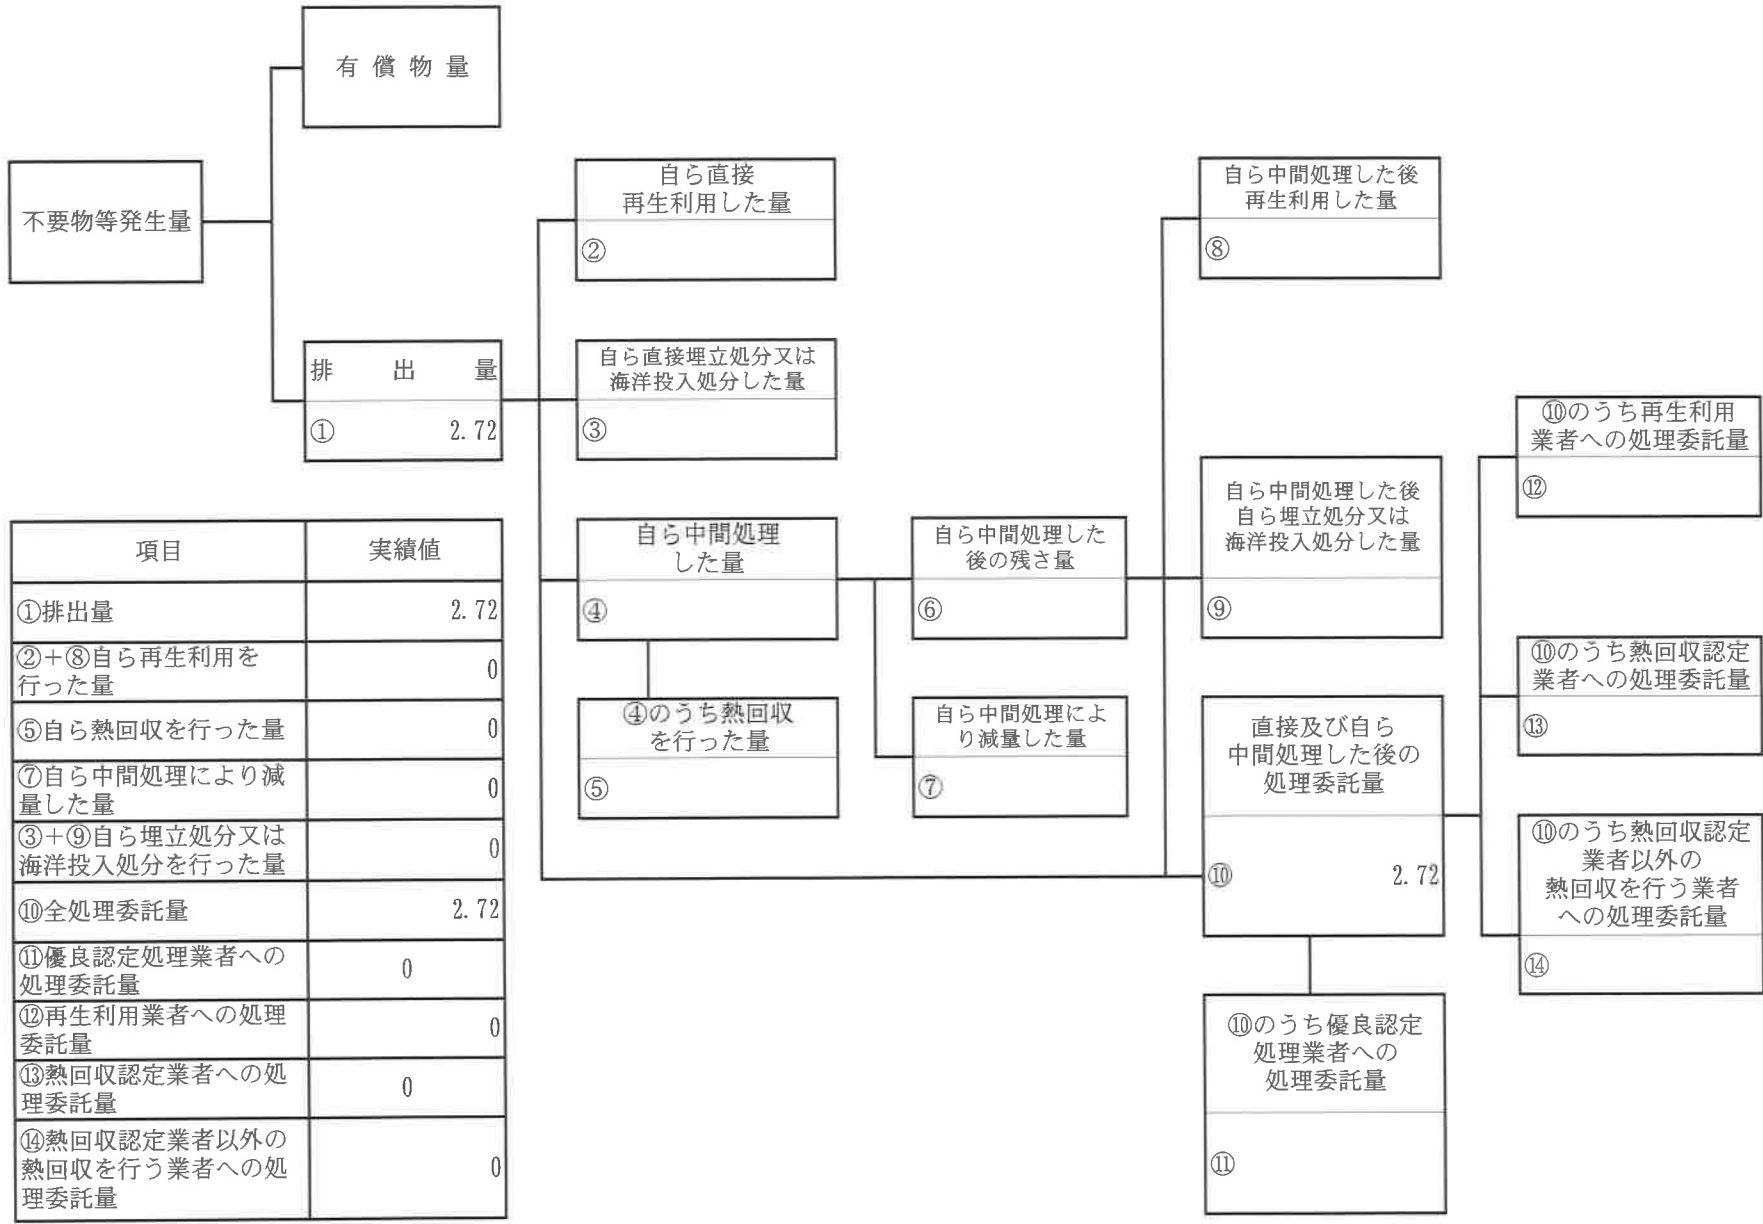 有償物量
不要物等発生量
排出量
① 2.72
自ら直接
再生利用した量
②
自ら直接埋立処分又は
海洋投入処分した量
③
自ら中間処理
した量
④
④のうち熱回収
を行った量
⑤
自ら中間処理した
後の残さ量
⑥
自ら中間処理によ
り減量した量
⑦
自ら中間処理した後
再生利用した量
⑧
自ら中間処理した後
自ら埋立処分又は
海洋投入処分した量
⑨
直接及び自ら
中間処理した後の
処理委託量
⑩ 2.72
⑩のうち優良認定
処理業者への
処理委託量
⑪
⑩のうち再生利用
業者への処理委託量
⑫
⑩のうち熱回収認定
業者への処理委託量
⑬
⑩のうち熱回収認定
業者以外の
熱回収を行う業者
への処理委託量
⑭
項目 実績値
①排出量 2.72
②+⑧自ら再生利用を
行った量 0
⑤自ら熱回収を行った量 0
⑦自ら中間処理により減
量した量 0
③+⑨自ら埋立処分又は
海洋投入処分を行った量 0
⑩全処理委託量 2.72
⑪優良認定処理業者への
処理委託量 0
⑫再生利用業者への処理
委託量 0
⑬熱回収認定業者への処
理委託量 0
⑭熱回収認定業者以外の
熱回収を行う業者への処
理委託量 0